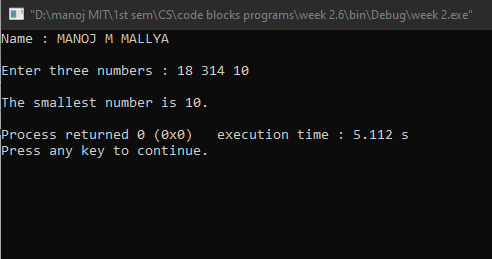 "D:\manoj MIT\1st sem\CS\code blocks programs\week 2.6\bin\Debug\week 2.exe"
Name : MANOJ M MALLYA
Enter three numbers : 18 314 10
The smallest number is 10.
Process returned 0 (0x0)   execution time : 5.112 s
Press any key to continue.